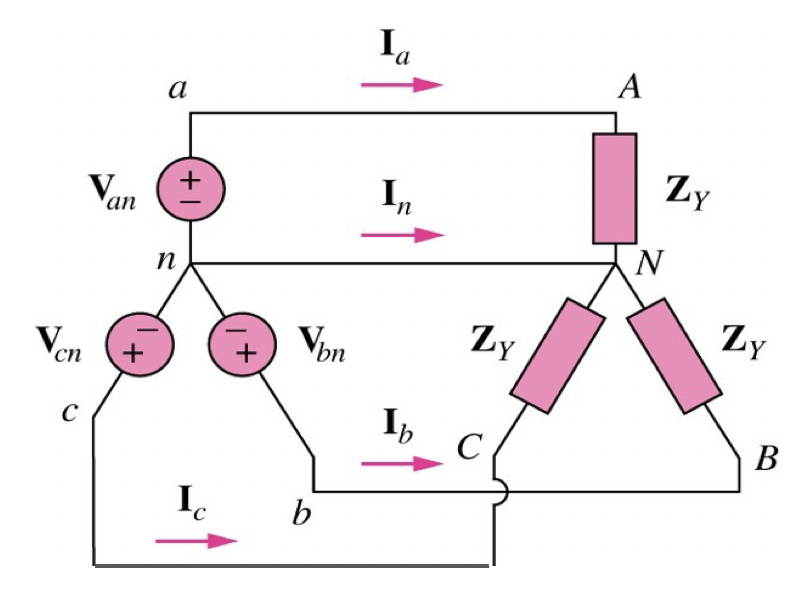 I_a
a A
V_an + − Z_Y
I_n
n N
V_cn − + − + V_bn Z_Y Z_Y
c I_b C B
I_c b